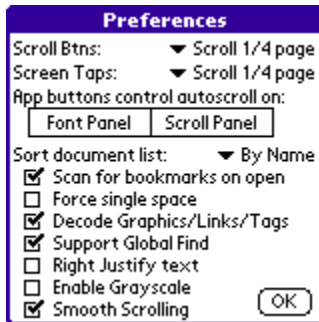 Preferences
Scroll Btns: Scroll 1/4 page
Screen Taps: Scroll 1/4 page
App buttons control autoscroll on:
Font Panel Scroll Panel
Sort document list: By Name
Scan for bookmarks on open
Force single space
Decode Graphics/Links/Tags
Support Global Find
Right Justify text
Enable Grayscale
Smooth Scrolling OK